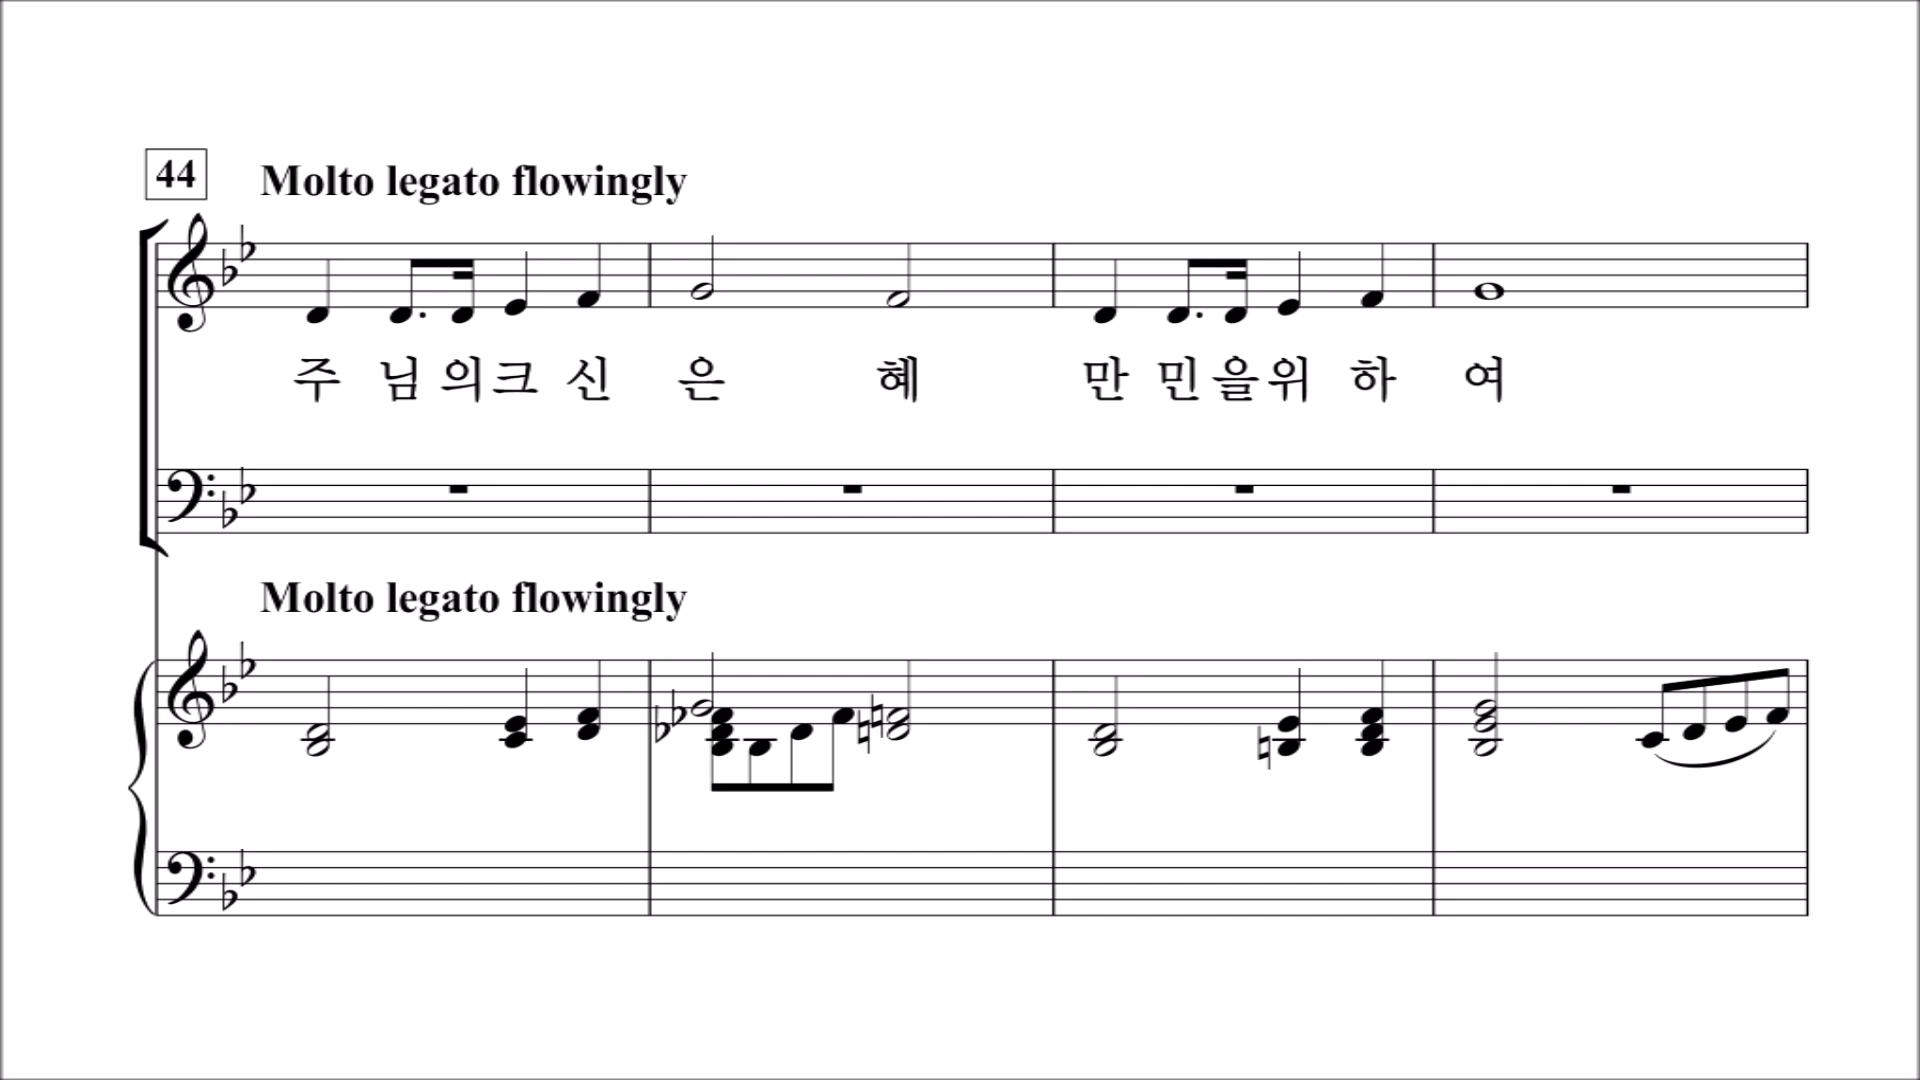 44 Molto legato flowingly
주 님 의 크 신 은 혜 만 민 을 위 하 여
Molto legato flowingly